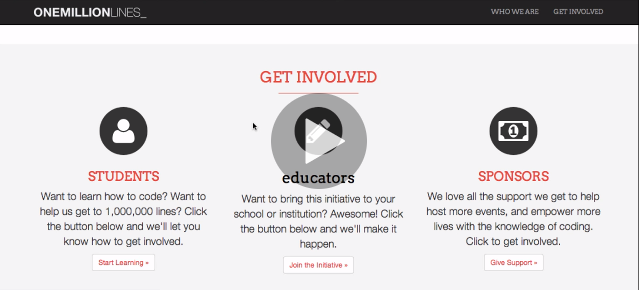 ONEMILLIONLINES_
WHO WE ARE GET INVOLVED
GET INVOLVED
STUDENTS
Want to learn how to code? Want to
help us get to 1,000,000 lines? Click
the button below and we'll let you
know how to get involved.
Start Learning »
educators
Want to bring this initiative to your
school or institution? Awesome! Click
the button below and we'll make it
happen.
Join the Initiative »
SPONSORS
We love all the support we get to help
host more events, and empower more
lives with the knowledge of coding.
Click to get involved.
Give Support »